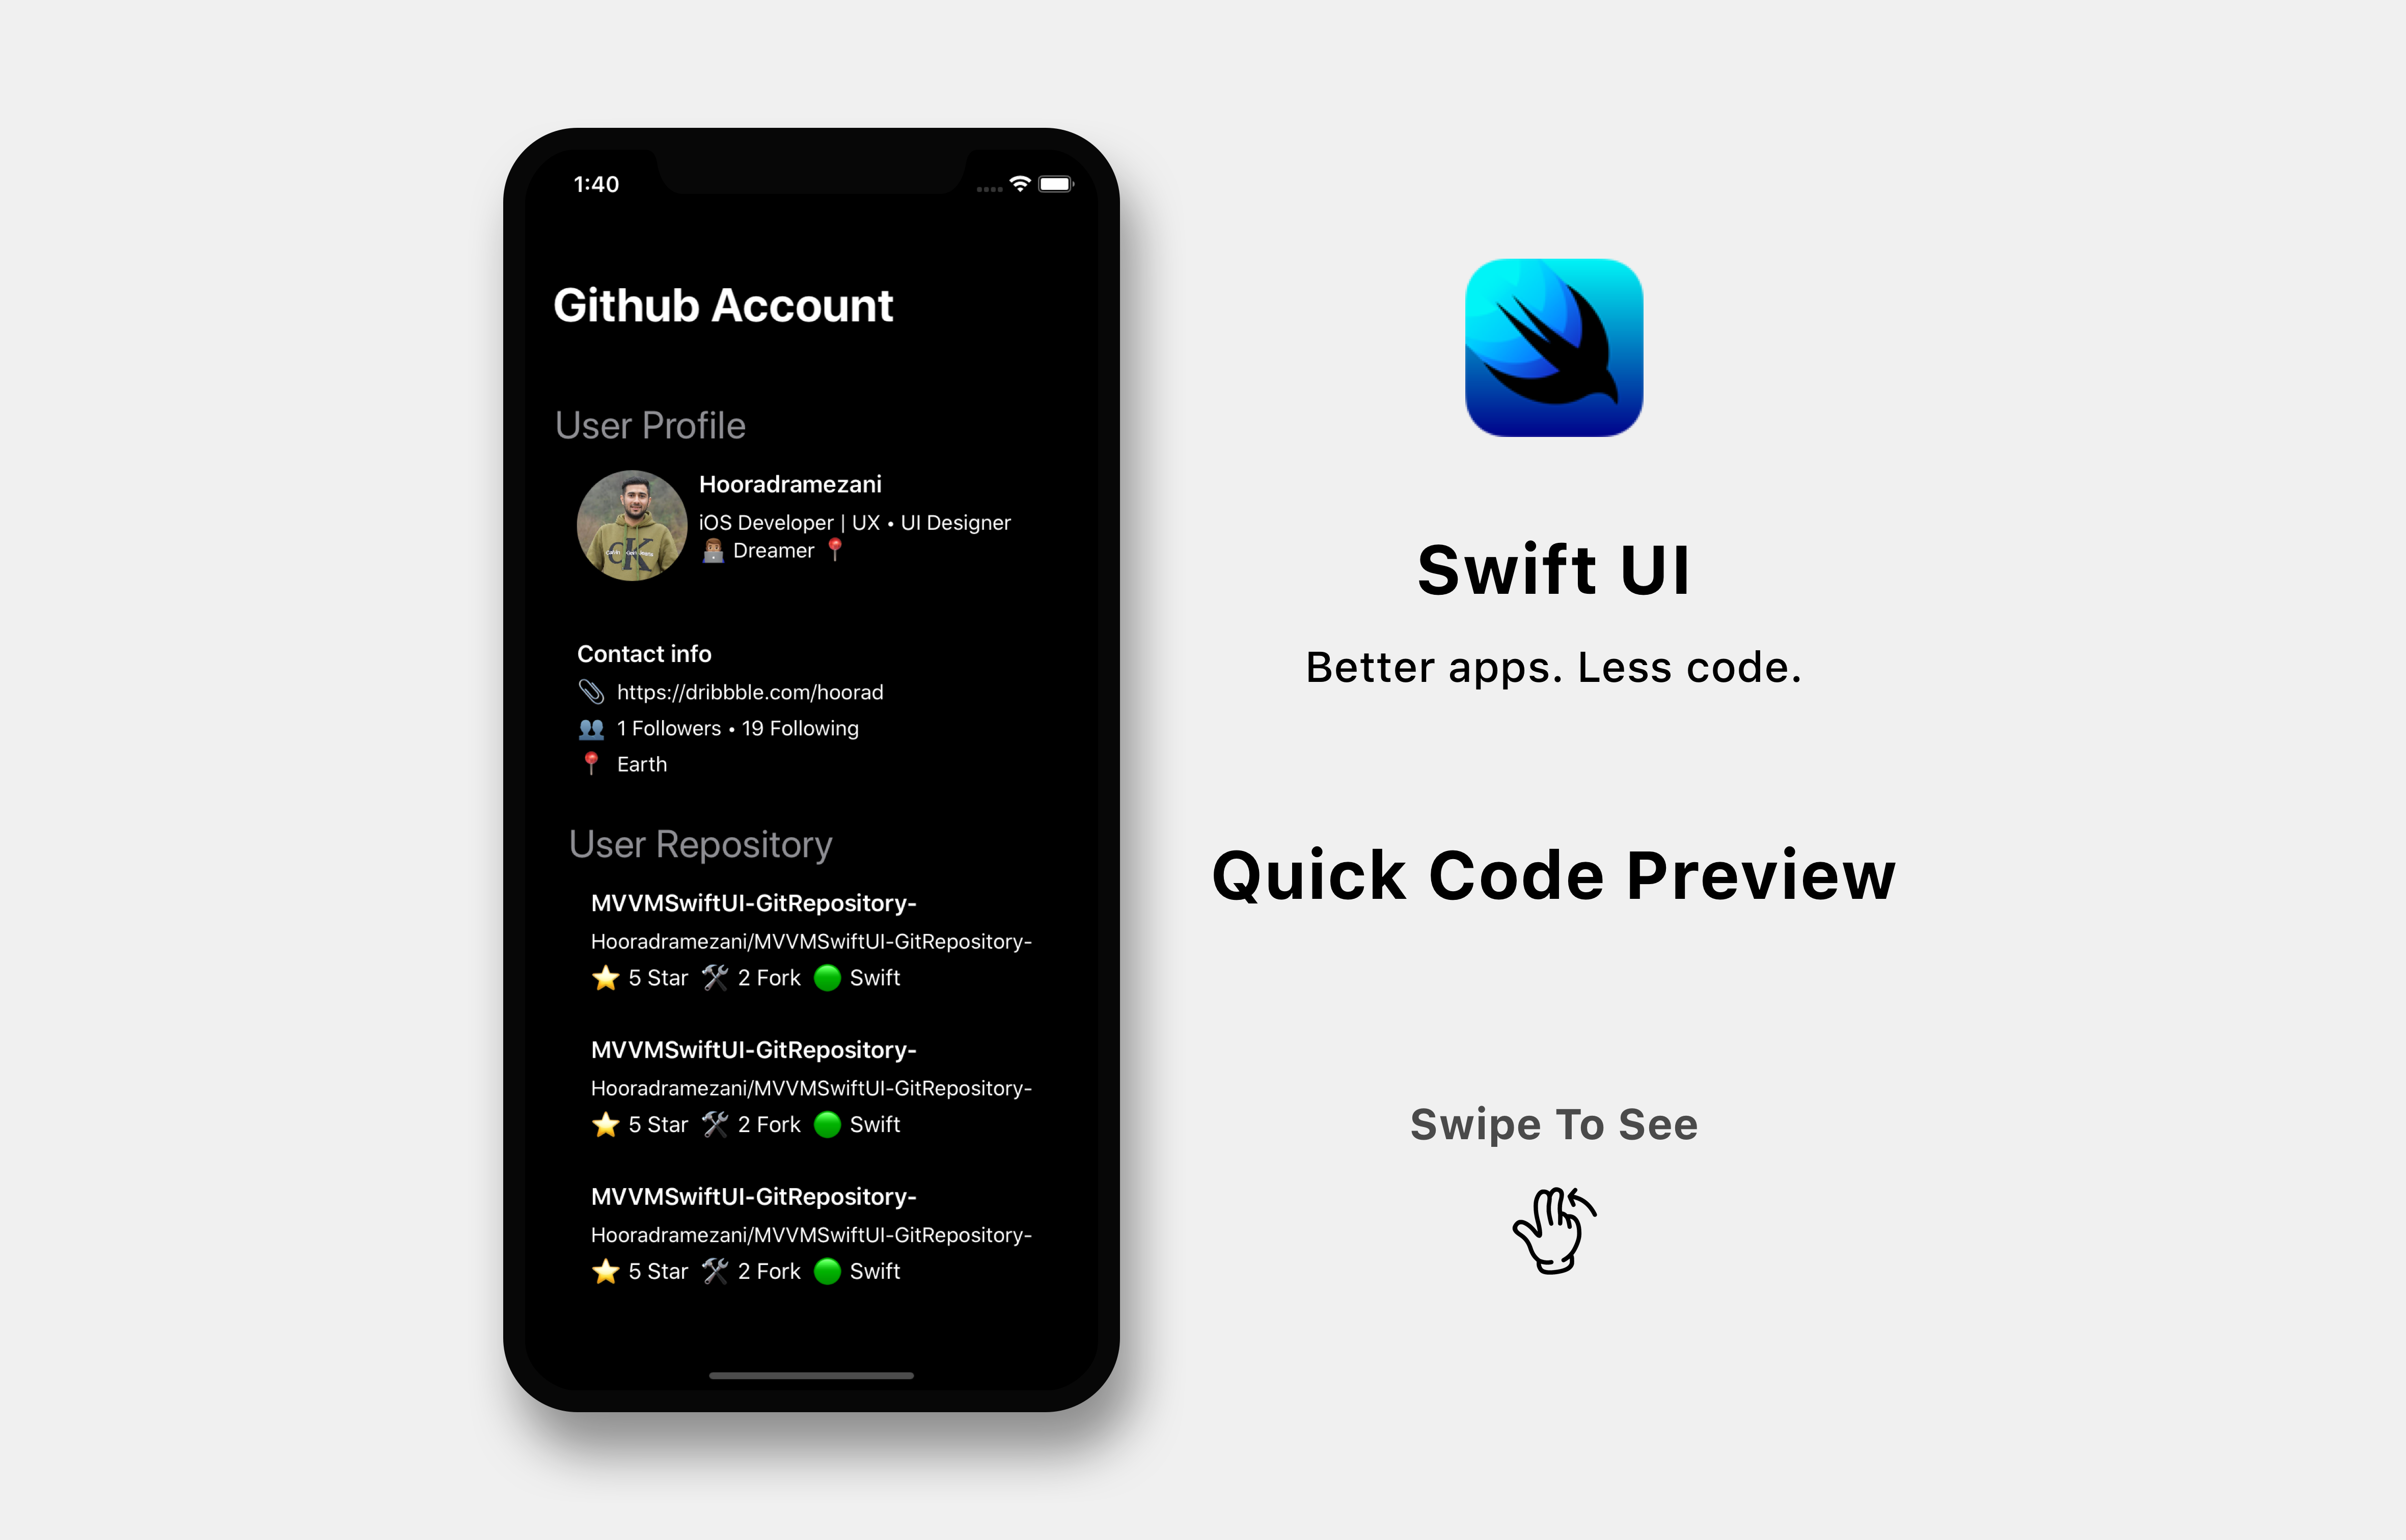 1:40
Github Account
User Profile
Hooradramezani
iOS Developer | UX • UI Designer
👨🏽‍💻 Dreamer 📍
Contact info
📎 https://dribbble.com/hoorad
👥 1 Followers • 19 Following
📍 Earth
User Repository
MVVMSwiftUI-GitRepository-
Hooradramezani/MVVMSwiftUI-GitRepository-
⭐ 5 Star 🛠 2 Fork 🟢 Swift
MVVMSwiftUI-GitRepository-
Hooradramezani/MVVMSwiftUI-GitRepository-
⭐ 5 Star 🛠 2 Fork 🟢 Swift
MVVMSwiftUI-GitRepository-
Hooradramezani/MVVMSwiftUI-GitRepository-
⭐ 5 Star 🛠 2 Fork 🟢 Swift
Swift UI
Better apps. Less code.
Quick Code Preview
Swipe To See